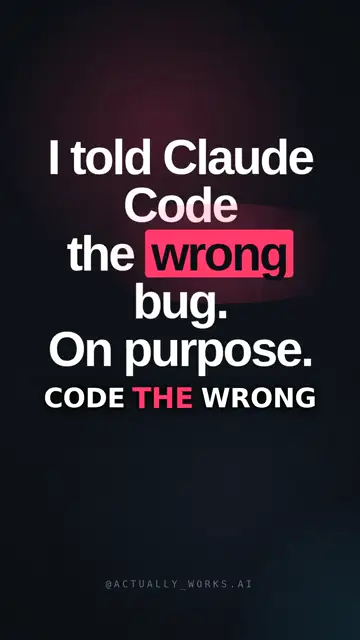 I told Claude
Code
the wrong
bug.
On purpose.
CODE THE WRONG
@ACTUALLY_WORKS.AI